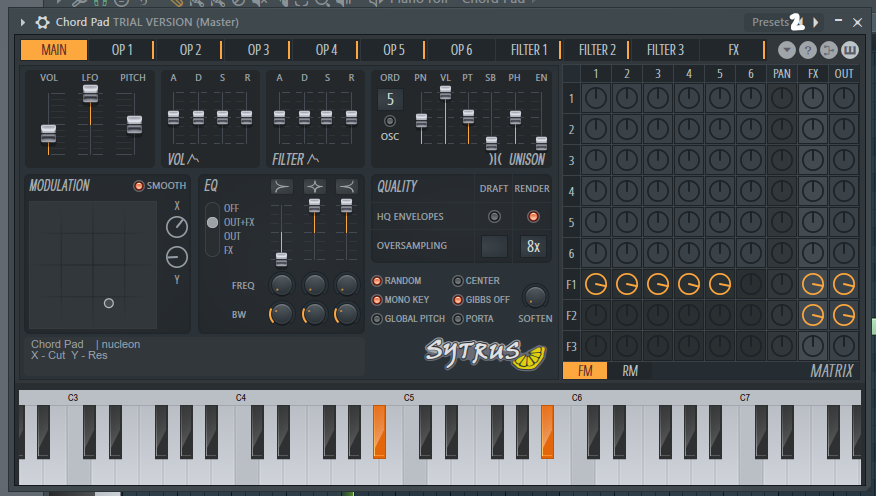 Chord Pad TRIAL VERSION (Master)
Presets
MAIN OP 1 OP 2 OP 3 OP 4 OP 5 OP 6 FILTER 1 FILTER 2 FILTER 3 FX
VOL LFO PITCH
A D S R
VOL
A D S R
FILTER
ORD PN VL PT SB PH EN
5
OSC
UNISON
MODULATION SMOOTH
X
Y
EQ
OFF
OUT+FX
OUT
FX
FREQ
BW
QUALITY DRAFT RENDER
HQ ENVELOPES
OVERSAMPLING 8x
RANDOM CENTER
MONO KEY GIBBS OFF
GLOBAL PITCH PORTA
SOFTEN
Chord Pad | nucleon
X - Cut Y - Res
SYTRUS
1 2 3 4 5 6 PAN FX OUT
1
2
3
4
5
6
F1
F2
F3
FM RM MATRIX
C3 C4 C5 C6 C7